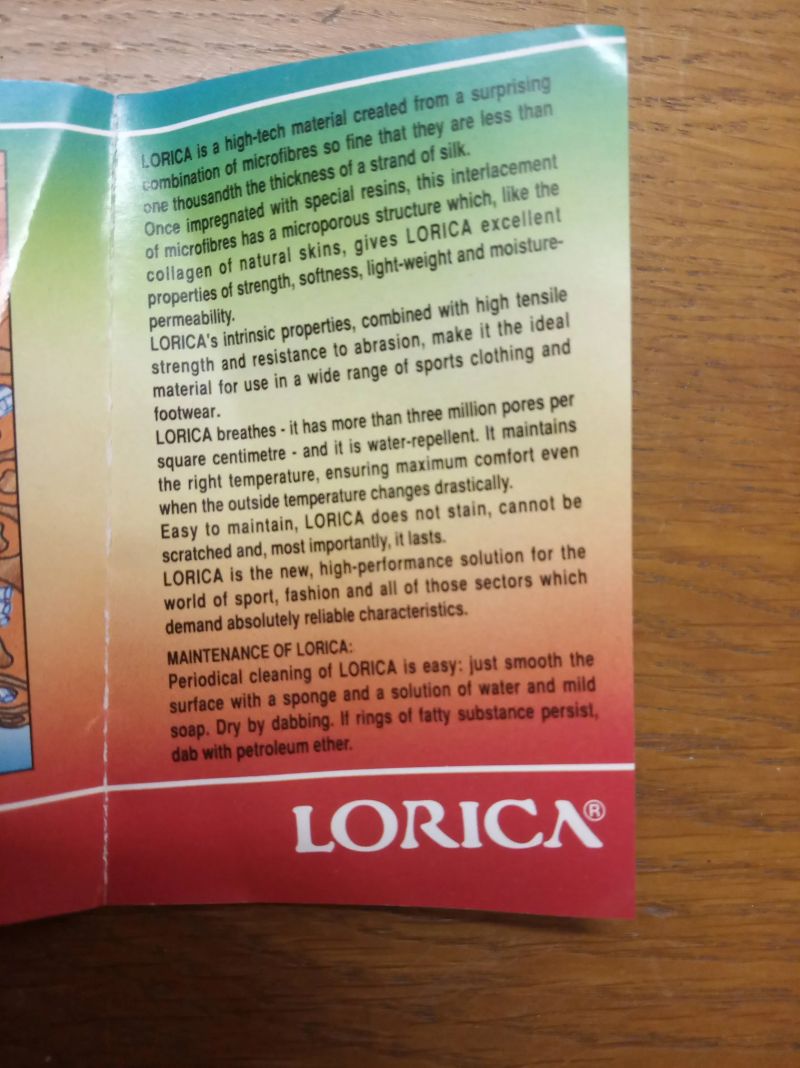 LORICA is a high-tech material created from a surprising
combination of microfibres so fine that they are less than
one thousandth the thickness of a strand of silk.
Once impregnated with special resins, this interlacement
of microfibres has a microporous structure which, like the
collagen of natural skins, gives LORICA excellent
properties of strength, softness, light-weight and moisture-
permeability.
LORICA's intrinsic properties, combined with high tensile
strength and resistance to abrasion, make it the ideal
material for use in a wide range of sports clothing and
footwear.
LORICA breathes - it has more than three million pores per
square centimetre - and it is water-repellent. It maintains
the right temperature, ensuring maximum comfort even
when the outside temperature changes drastically.
Easy to maintain, LORICA does not stain, cannot be
scratched and, most importantly, it lasts.
LORICA is the new, high-performance solution for the
world of sport, fashion and all of those sectors which
demand absolutely reliable characteristics.
MAINTENANCE OF LORICA:
Periodical cleaning of LORICA is easy: just smooth the
surface with a sponge and a solution of water and mild
soap. Dry by dabbing. If rings of fatty substance persist,
dab with petroleum ether.
LORICA®